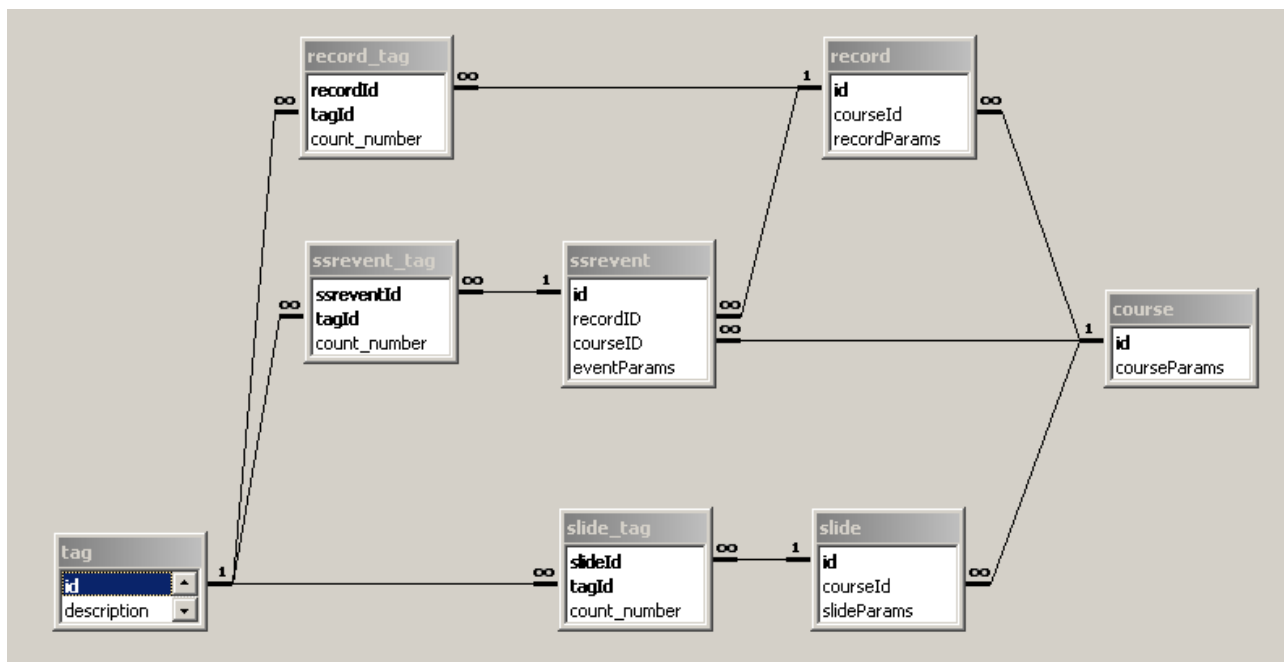 record_tag
recordId
tagId
count_number
∞
∞
1
record
id
courseId
recordParams
∞
ssrevent_tag
ssreventId
tagId
count_number
∞
∞
1
ssrevent
id
recordID
courseID
eventParams
∞
∞
1
course
id
courseParams
tag
id
description
1
∞
slide_tag
slideId
tagId
count_number
∞
1
slide
id
courseId
slideParams
∞